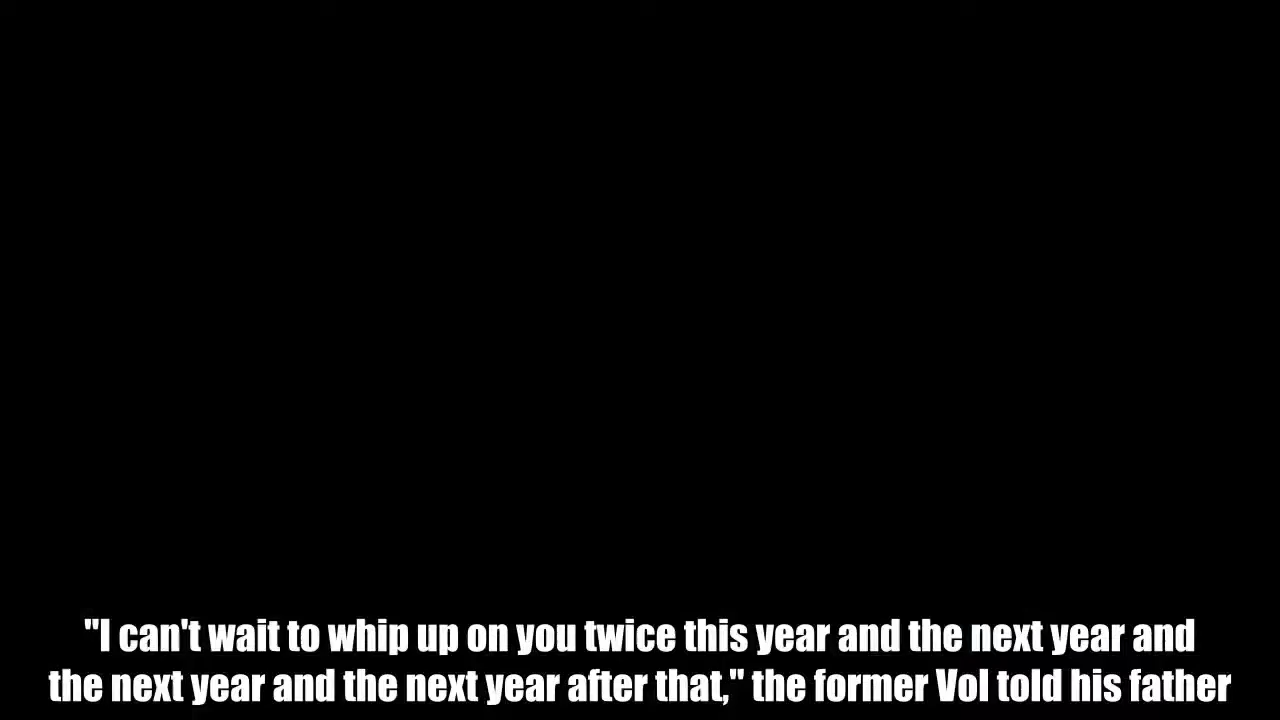 "I can't wait to whip up on you twice this year and the next year and
the next year and the next year after that," the former Vol told his father